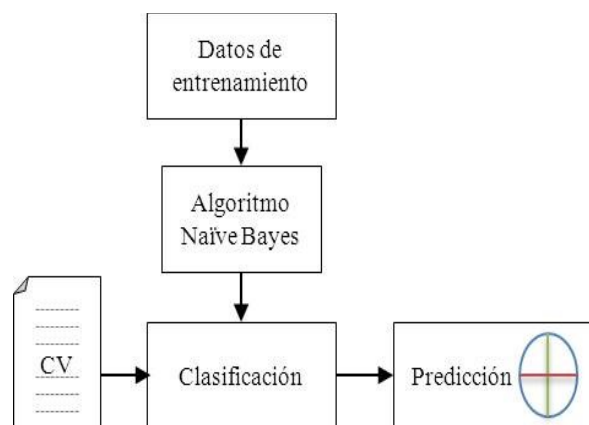 Datos de
entrenamiento
Algoritmo
Naïve Bayes
CV
Clasificación
Predicción